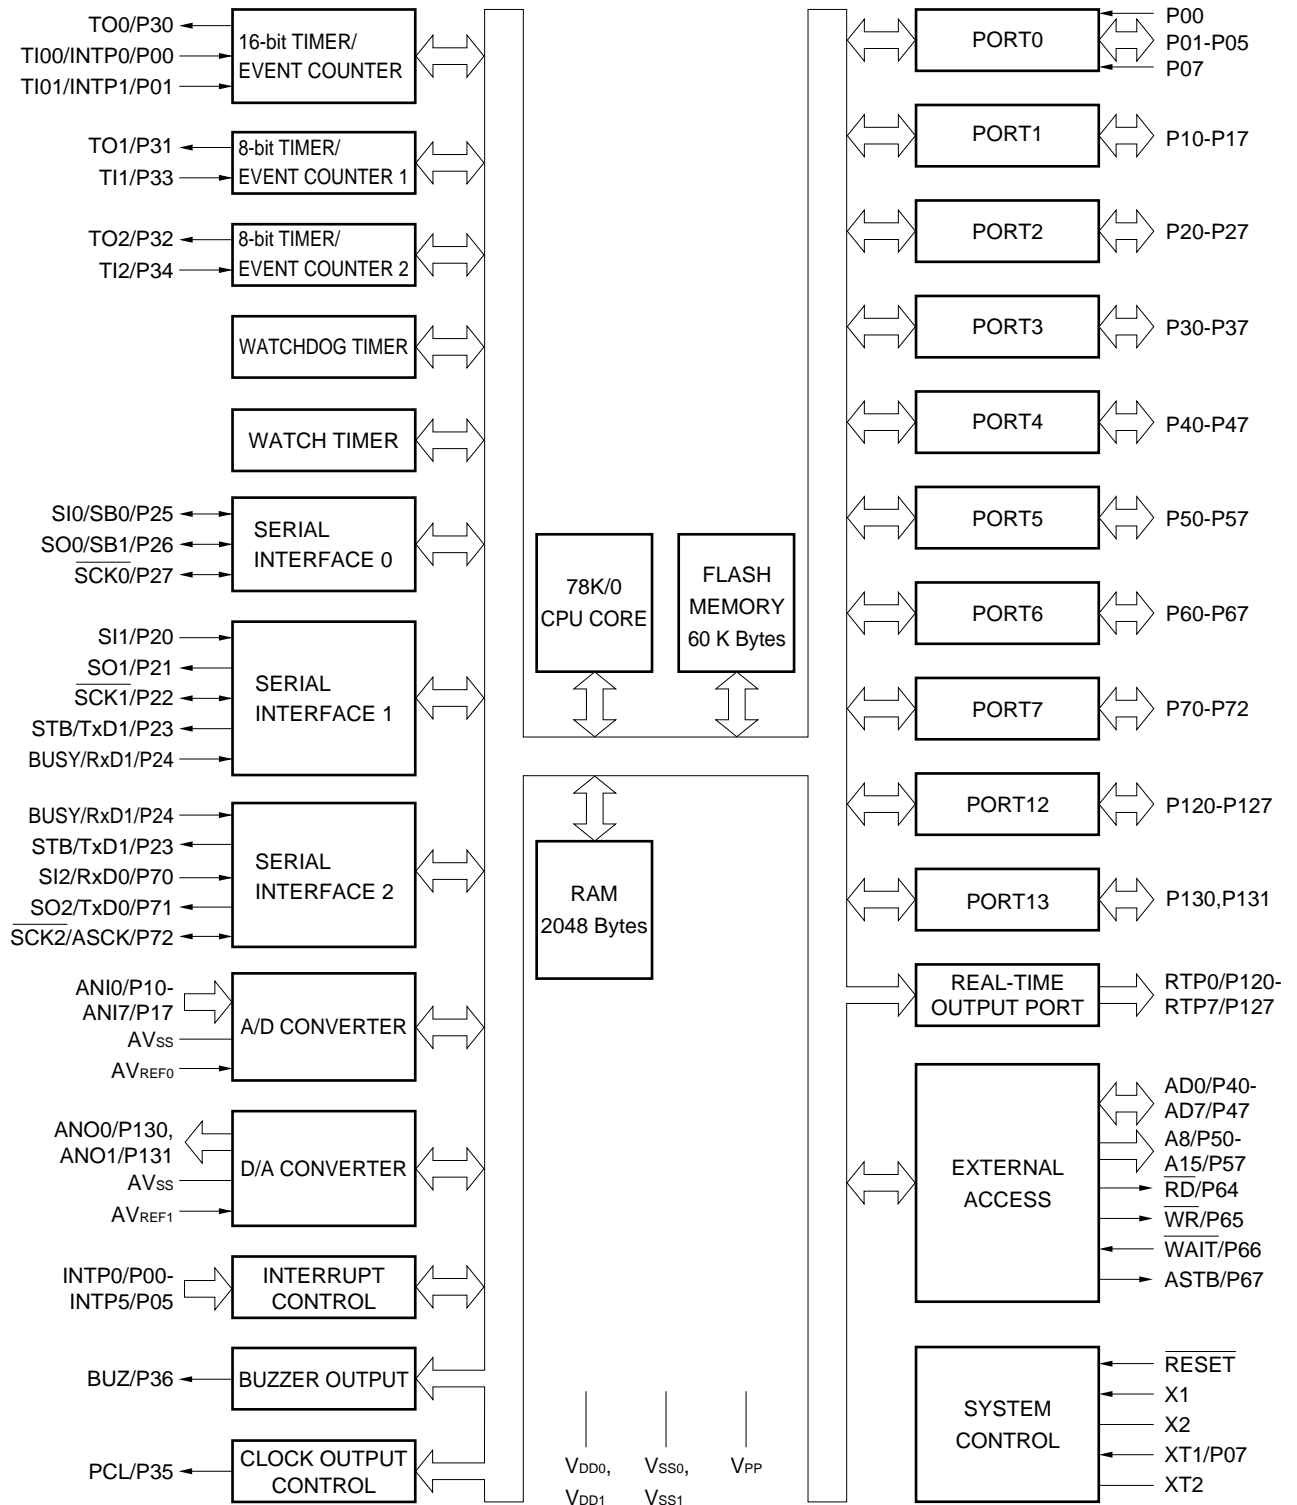 TO0/P30
TI00/INTP0/P00
TI01/INTP1/P01
16-bit TIMER/
EVENT COUNTER
TO1/P31
TI1/P33
8-bit TIMER/
EVENT COUNTER 1
TO2/P32
TI2/P34
8-bit TIMER/
EVENT COUNTER 2
WATCHDOG TIMER
WATCH TIMER
SI0/SB0/P25
SO0/SB1/P26
SCK0/P27
SERIAL
INTERFACE 0
SI1/P20
SO1/P21
SCK1/P22
STB/TxD1/P23
BUSY/RxD1/P24
SERIAL
INTERFACE 1
BUSY/RxD1/P24
STB/TxD1/P23
SI2/RxD0/P70
SO2/TxD0/P71
SCK2/ASCK/P72
SERIAL
INTERFACE 2
ANI0/P10-
ANI7/P17
AVSS
AVREF0
A/D CONVERTER
ANO0/P130,
ANO1/P131
AVSS
AVREF1
D/A CONVERTER
INTP0/P00-
INTP5/P05
INTERRUPT
CONTROL
BUZ/P36
BUZZER OUTPUT
PCL/P35
CLOCK OUTPUT
CONTROL
78K/0
CPU CORE
FLASH
MEMORY
60 K Bytes
RAM
2048 Bytes
VDD0,
VDD1
VSS0,
VSS1
VPP
PORT0
P00
P01-P05
P07
PORT1
P10-P17
PORT2
P20-P27
PORT3
P30-P37
PORT4
P40-P47
PORT5
P50-P57
PORT6
P60-P67
PORT7
P70-P72
PORT12
P120-P127
PORT13
P130,P131
REAL-TIME
OUTPUT PORT
RTP0/P120-
RTP7/P127
EXTERNAL
ACCESS
AD0/P40-
AD7/P47
A8/P50-
A15/P57
RD/P64
WR/P65
WAIT/P66
ASTB/P67
SYSTEM
CONTROL
RESET
X1
X2
XT1/P07
XT2